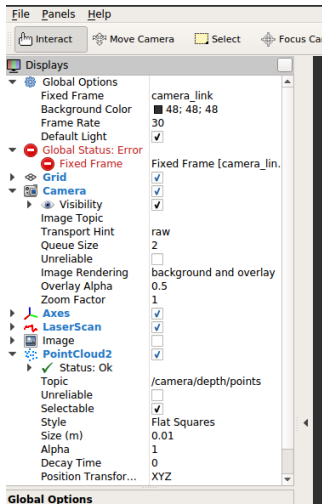 File Panels Help
Interact Move Camera Select Focus Ca
Displays
Global Options
Fixed Frame camera_link
Background Color 48; 48; 48
Frame Rate 30
Default Light
Global Status: Error
Fixed Frame Fixed Frame [camera_lin...
Grid
Camera
Visibility
Image Topic
Transport Hint raw
Queue Size 2
Unreliable
Image Rendering background and overlay
Overlay Alpha 0.5
Zoom Factor 1
Axes
LaserScan
Image
PointCloud2
Status: Ok
Topic /camera/depth/points
Unreliable
Selectable
Style Flat Squares
Size (m) 0.01
Alpha 1
Decay Time 0
Position Transfor... XYZ
Global Options